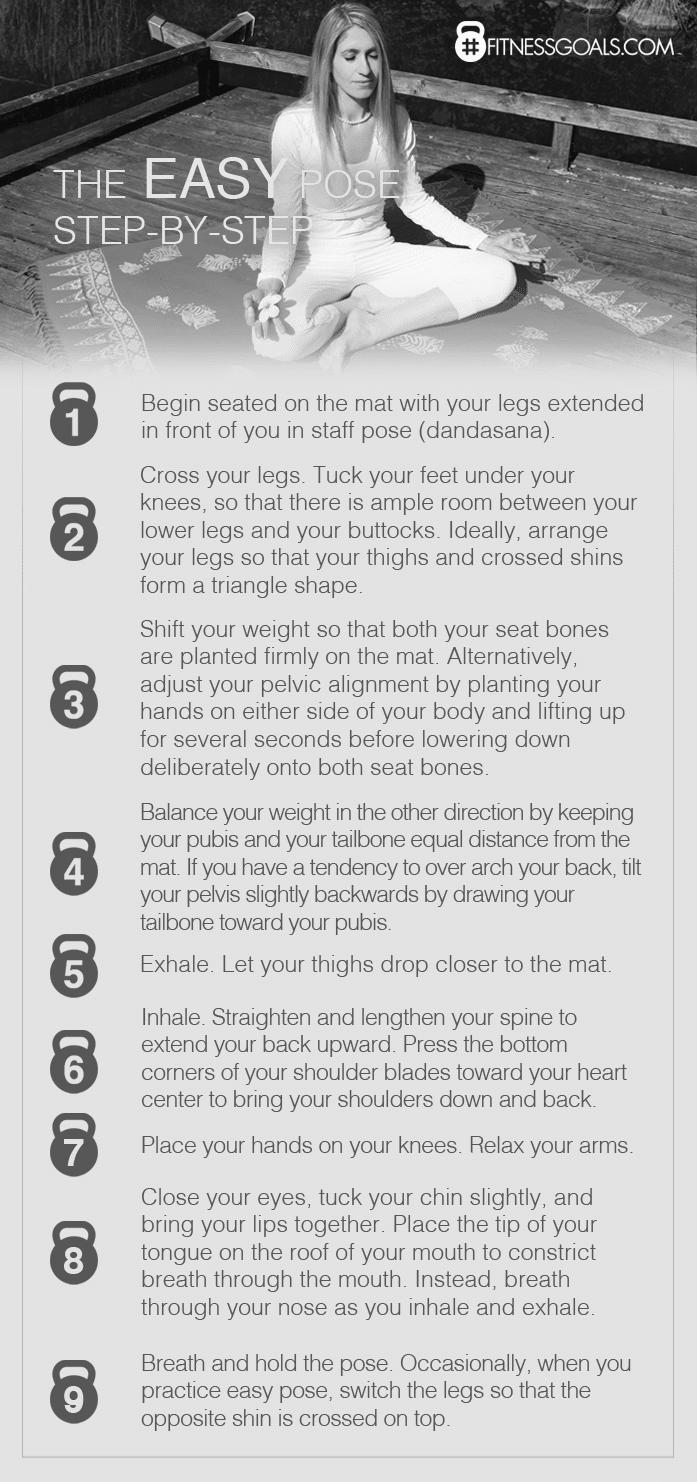 #FITNESSGOALS.COM
THE EASY POSE
STEP-BY-STEP
1
Begin seated on the mat with your legs extended
in front of you in staff pose (dandasana).
2
Cross your legs. Tuck your feet under your
knees, so that there is ample room between your
lower legs and your buttocks. Ideally, arrange
your legs so that your thighs and crossed shins
form a triangle shape.
3
Shift your weight so that both your seat bones
are planted firmly on the mat. Alternatively,
adjust your pelvic alignment by planting your
hands on either side of your body and lifting up
for several seconds before lowering down
deliberately onto both seat bones.
4
Balance your weight in the other direction by keeping
your pubis and your tailbone equal distance from the
mat. If you have a tendency to over arch your back, tilt
your pelvis slightly backwards by drawing your
tailbone toward your pubis.
5
Exhale. Let your thighs drop closer to the mat.
6
Inhale. Straighten and lengthen your spine to
extend your back upward. Press the bottom
corners of your shoulder blades toward your heart
center to bring your shoulders down and back.
7
Place your hands on your knees. Relax your arms.
8
Close your eyes, tuck your chin slightly, and
bring your lips together. Place the tip of your
tongue on the roof of your mouth to constrict
breath through the mouth. Instead, breath
through your nose as you inhale and exhale.
9
Breath and hold the pose. Occasionally, when you
practice easy pose, switch the legs so that the
opposite shin is crossed on top.